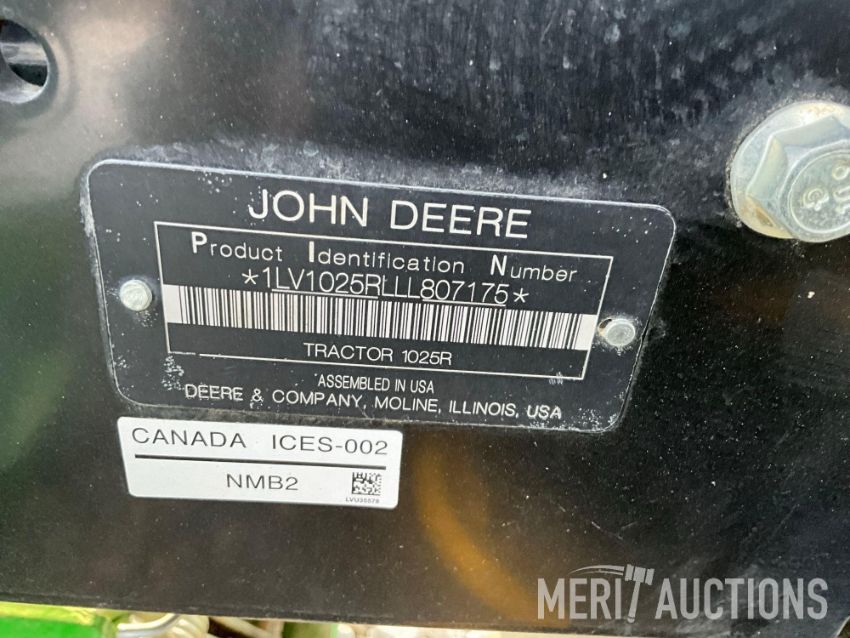 JOHN DEERE
Product Identification Number
*1LV1025RLLL807175*
TRACTOR 1025R
ASSEMBLED IN USA
DEERE & COMPANY, MOLINE, ILLINOIS, USA
CANADA ICES-002
NMB2
MERIT AUCTIONS